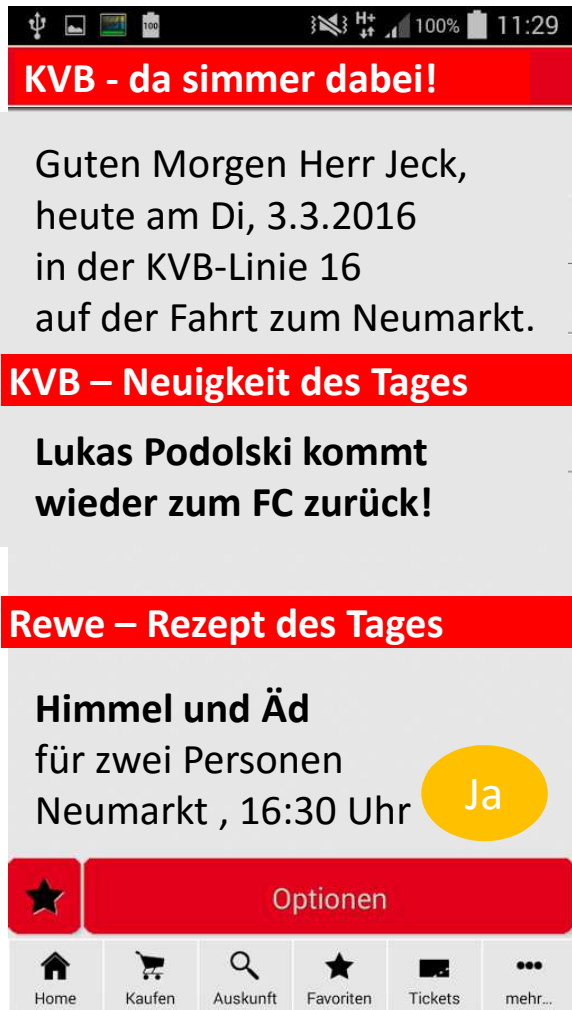 100
H+
100%
11:29
KVB - da simmer dabei!
Guten Morgen Herr Jeck,
heute am Di, 3.3.2016
in der KVB-Linie 16
auf der Fahrt zum Neumarkt.
KVB – Neuigkeit des Tages
Lukas Podolski kommt
wieder zum FC zurück!
Rewe – Rezept des Tages
Himmel und Äd
für zwei Personen
Neumarkt , 16:30 Uhr
Ja
Optionen
Home Kaufen Auskunft Favoriten Tickets mehr...